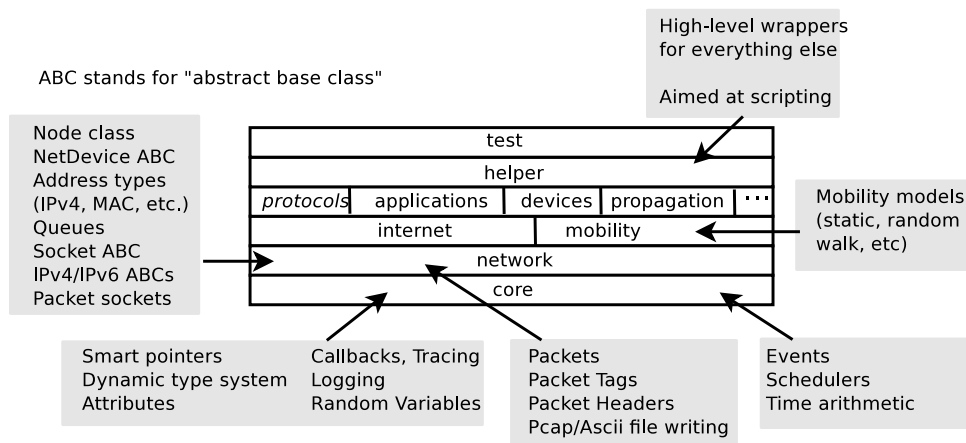 High-level wrappers
for everything else
Aimed at scripting
ABC stands for "abstract base class"
Node class
NetDevice ABC
Address types
(IPv4, MAC, etc.)
Queues
Socket ABC
IPv4/IPv6 ABCs
Packet sockets
test
helper
protocols applications devices propagation ...
internet mobility
network
core
Mobility models
(static, random
walk, etc)
Smart pointers
Dynamic type system
Attributes
Callbacks, Tracing
Logging
Random Variables
Packets
Packet Tags
Packet Headers
Pcap/Ascii file writing
Events
Schedulers
Time arithmetic